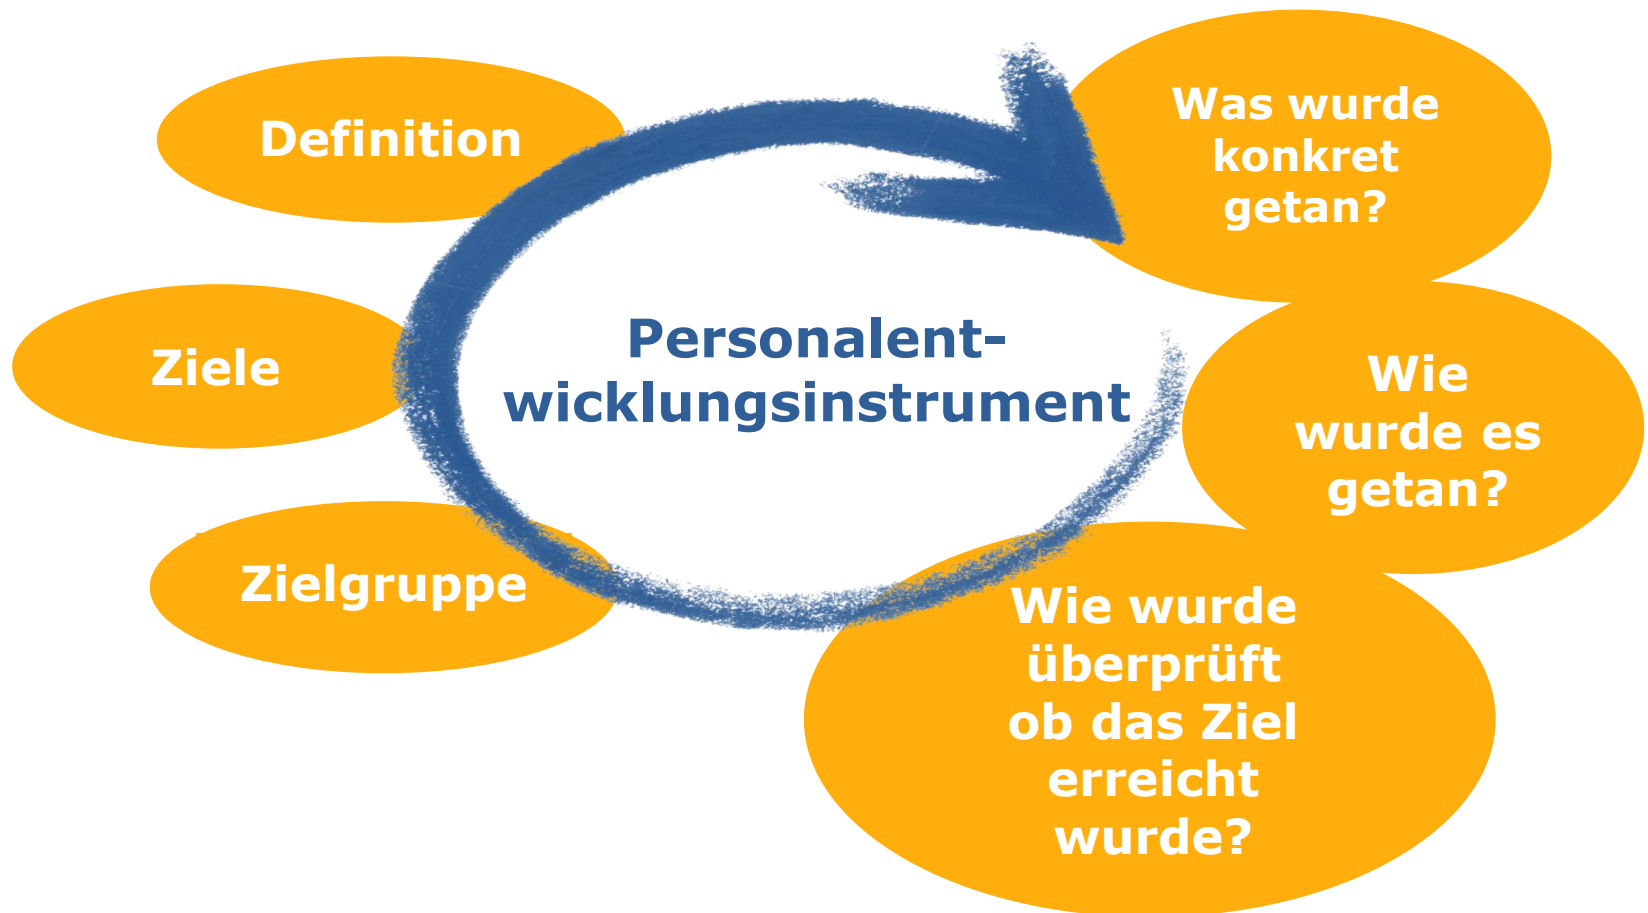 Definition
Ziele
Zielgruppe
Personalent-
wicklungsinstrument
Was wurde
konkret
getan?
Wie
wurde es
getan?
Wie wurde
überprüft
ob das Ziel
erreicht
wurde?